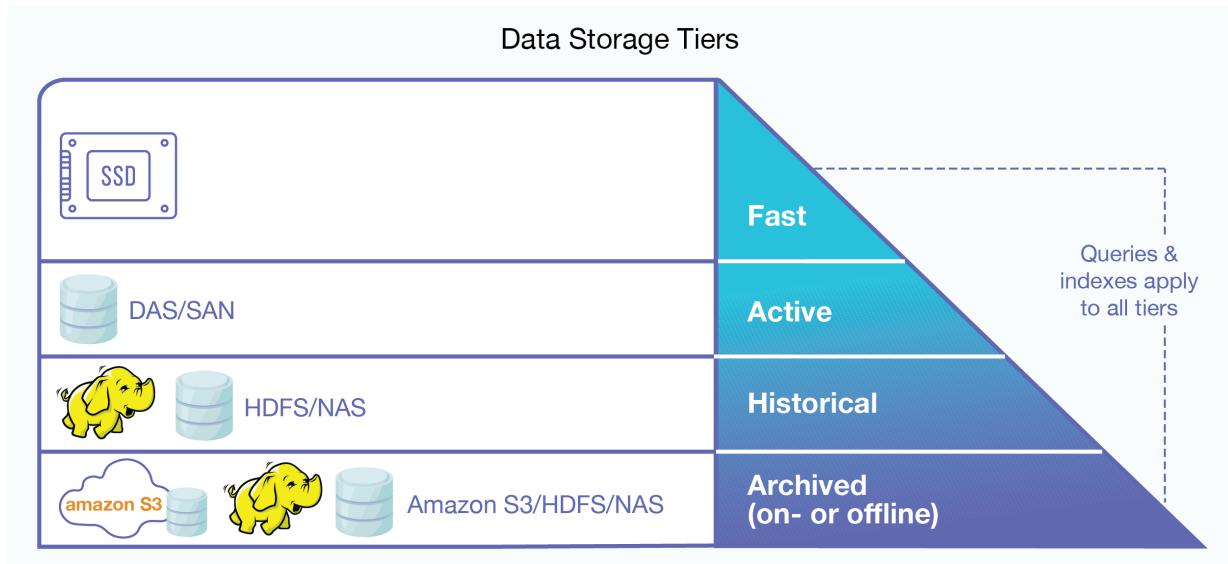 Data Storage Tiers
SSD
Fast
Queries &
indexes apply
to all tiers
DAS/SAN
Active
HDFS/NAS
Historical
amazon S3
Amazon S3/HDFS/NAS
Archived
(on- or offline)